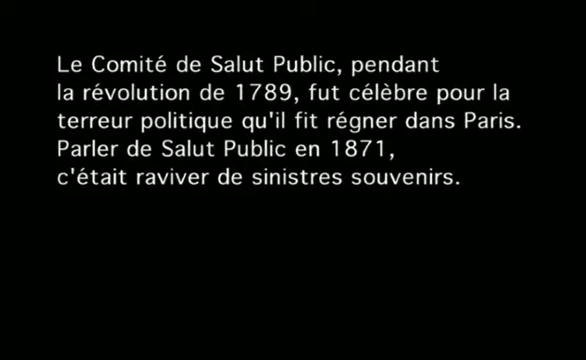 Le Comité de Salut Public, pendant
la révolution de 1789, fut célèbre pour la
terreur politique qu'il fit régner dans Paris.
Parler de Salut Public en 1871,
c'était raviver de sinistres souvenirs.